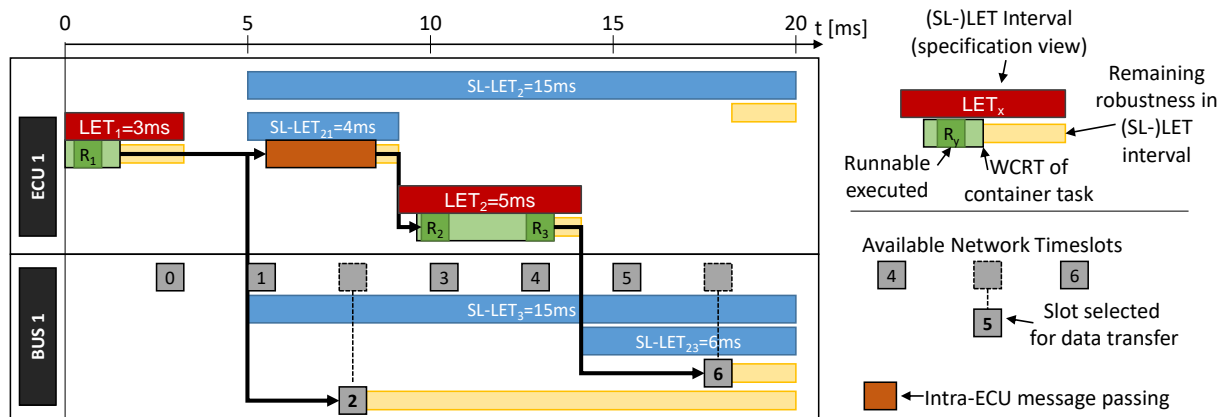 0 5 10 15 20
t [ms]
ECU 1
SL-LET₂=15ms
LET₁=3ms
SL-LET₂₁=4ms
R₁
LET₂=5ms
R₂ R₃
BUS 1
0 1 3 4 5
SL-LET₃=15ms
SL-LET₂₃=6ms
6
2
(SL-)LET Interval
(specification view)
Remaining
robustness in
(SL-)LET
interval
LETₓ
Rᵧ
Runnable
executed
WCRT of
container task
Available Network Timeslots
4 6
5
Slot selected
for data transfer
Intra-ECU message passing